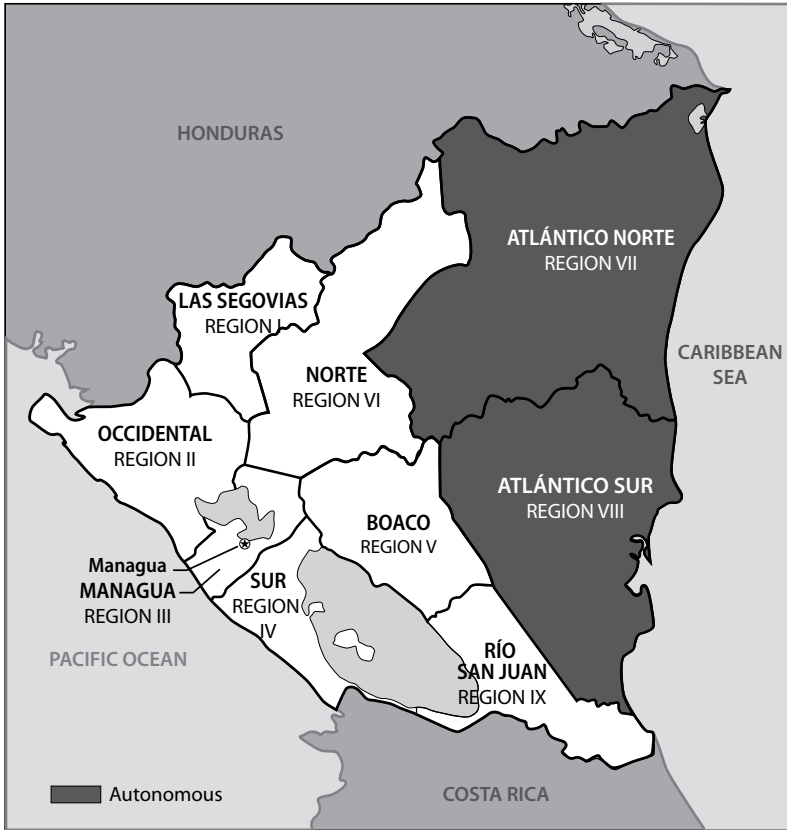 HONDURAS
ATLÁNTICO NORTE
REGION VII
LAS SEGOVIAS
REGION I
CARIBBEAN
SEA
NORTE
REGION VI
OCCIDENTAL
REGION II
ATLÁNTICO SUR
REGION VIII
BOACO
REGION V
Managua
MANAGUA
REGION III
SUR
REGION
IV
PACIFIC OCEAN
RÍO
SAN JUAN
REGION IX
Autonomous
COSTA RICA